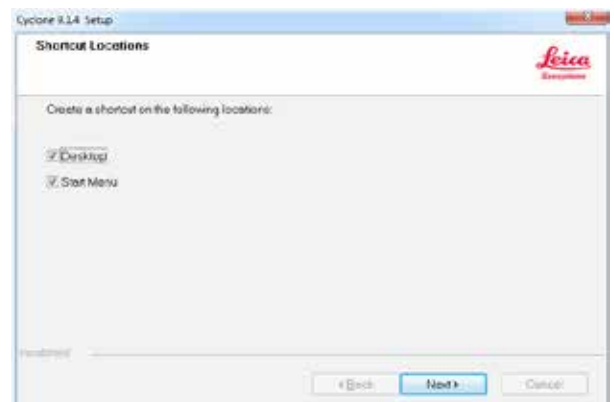 Cyclone 9.1.4 Setup
Shortcut Locations
Leica
Geosystems
Create a shortcut on the following locations:
Desktop
Start Menu
InstallShield
< Back
Next >
Cancel